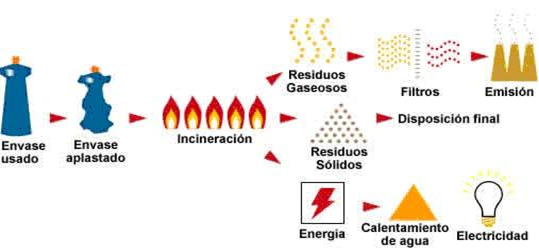 Envase
usado
Envase
aplastado
Incineración
Residuos
Gaseosos
Filtros
Emisión
Residuos
Sólidos
Disposición final
Energía
Calentamiento
de agua
Electricidad